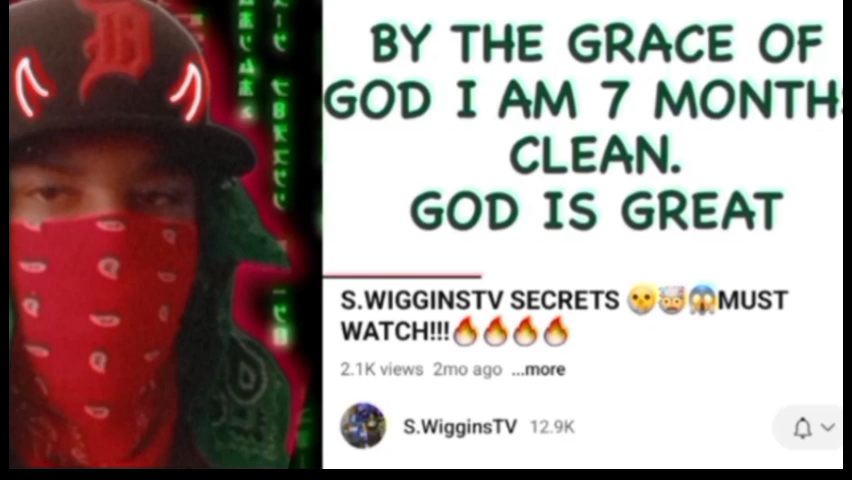 BY THE GRACE OF
GOD I AM 7 MONTHS
CLEAN.
GOD IS GREAT
S.WIGGINSTV SECRETS 🤫🤯😱MUST
WATCH!!!🔥🔥🔥🔥
2.1K views 2mo ago ...more
S.WigginsTV 12.9K